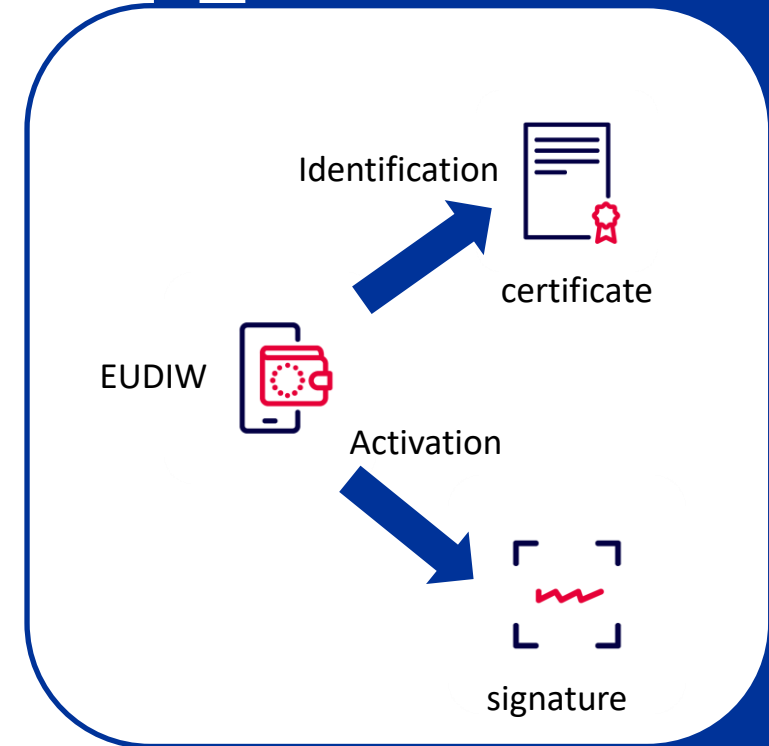 Identification
certificate
EUDIW
Activation
signature